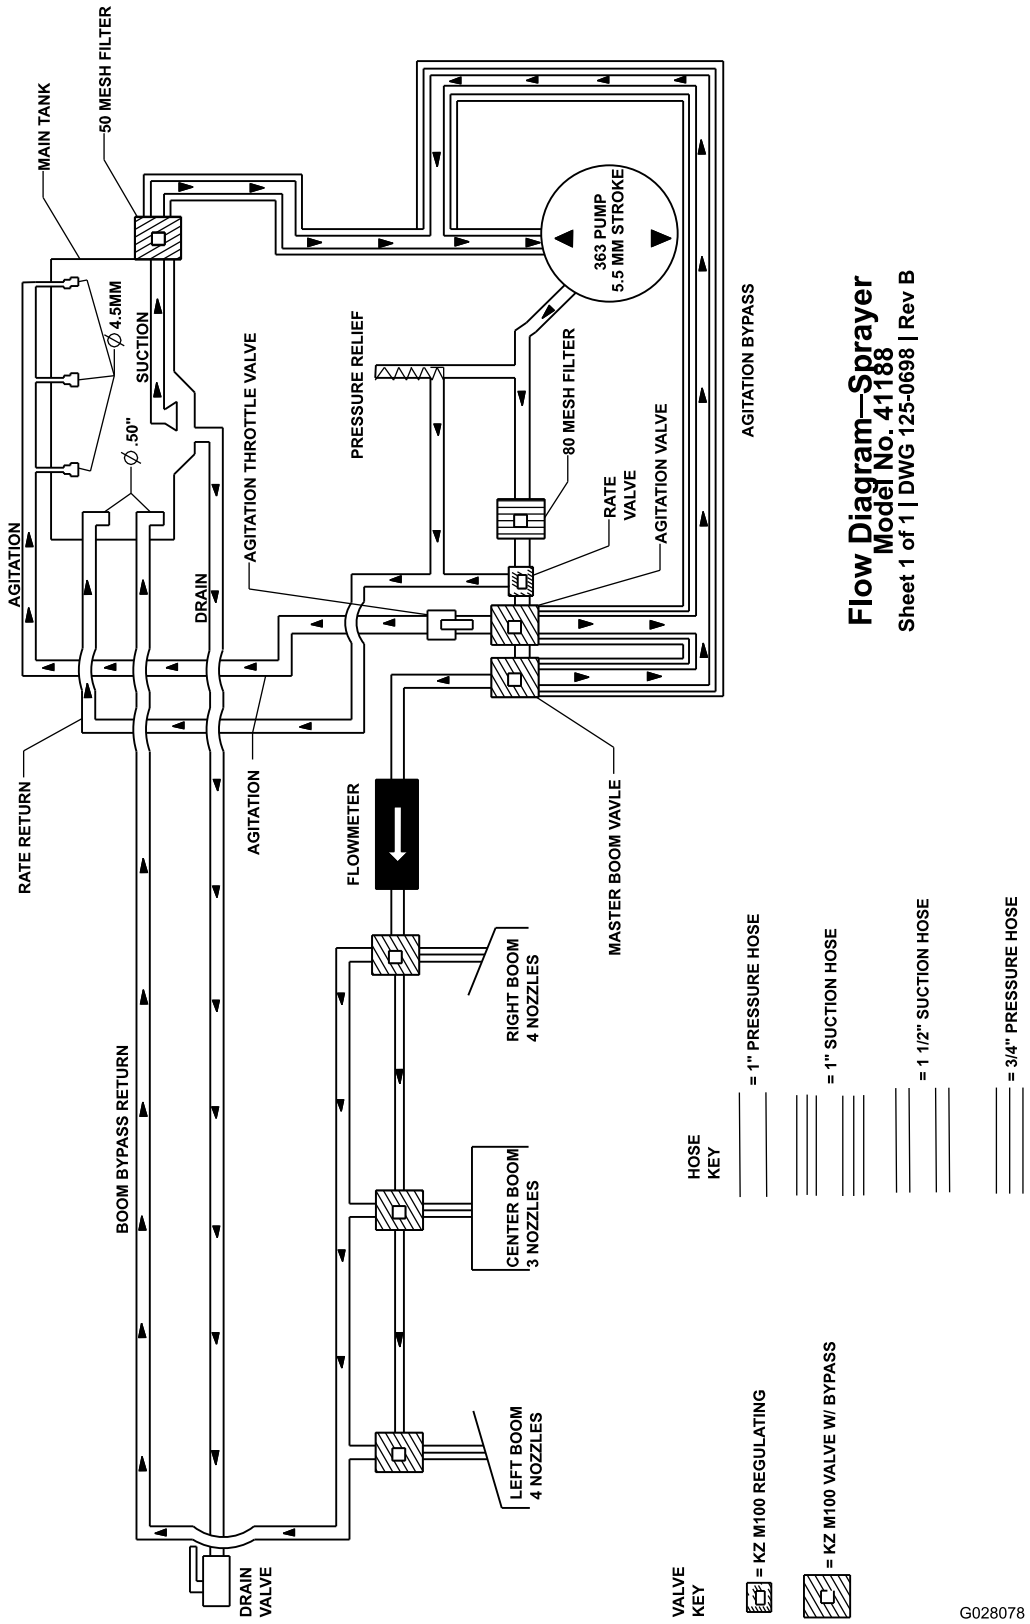 MAIN TANK
50 MESH FILTER
AGITATION
Ø 4.5MM
SUCTION
Ø .50"
DRAIN
AGITATION THROTTLE VALVE
PRESSURE RELIEF
363 PUMP
5.5 MM STROKE
80 MESH FILTER
RATE
VALVE
AGITATION VALVE
AGITATION BYPASS
RATE RETURN
AGITATION
FLOWMETER
MASTER BOOM VAVLE
BOOM BYPASS RETURN
RIGHT BOOM
4 NOZZLES
CENTER BOOM
3 NOZZLES
LEFT BOOM
4 NOZZLES
DRAIN
VALVE
VALVE
KEY
= KZ M100 REGULATING
= KZ M100 VALVE W/ BYPASS
HOSE
KEY
= 1" PRESSURE HOSE
= 1" SUCTION HOSE
= 1 1/2" SUCTION HOSE
= 3/4" PRESSURE HOSE
Flow Diagram—Sprayer
Model No. 41188
Sheet 1 of 1 | DWG 125-0698 | Rev B
G028078